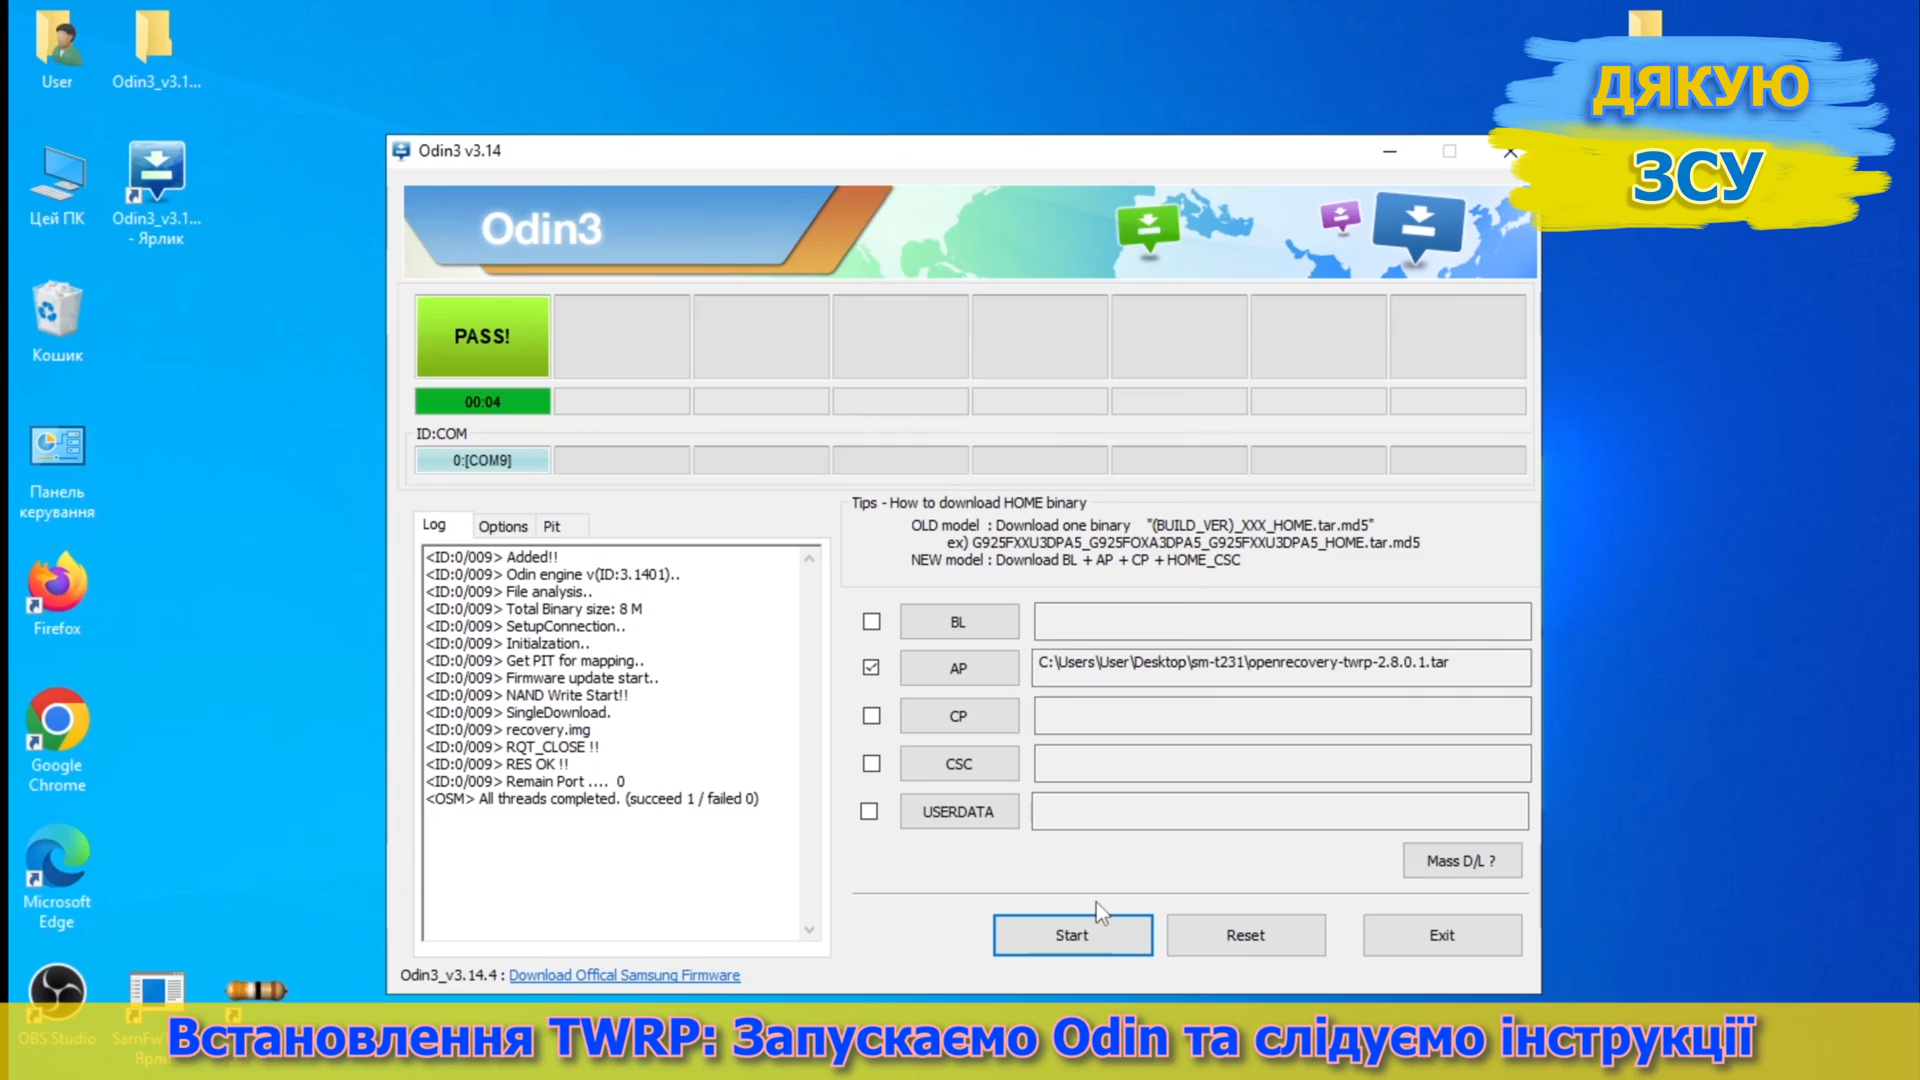 User
Odin3_v3.1...
Цей ПК
Odin3_v3.1...
- Ярлик
Кошик
Панель
керування
Firefox
Google
Chrome
Microsoft
Edge
OBS Studio
ДЯКУЮ
ЗСУ
Odin3 v3.14
Odin3
PASS!
00:04
ID:COM
0:[COM9]
Log
Options
Pit
<ID:0/009> Added!!
<ID:0/009> Odin engine v(ID:3.1401)..
<ID:0/009> File analysis..
<ID:0/009> Total Binary size: 8 M
<ID:0/009> SetupConnection..
<ID:0/009> Initialzation..
<ID:0/009> Get PIT for mapping..
<ID:0/009> Firmware update start..
<ID:0/009> NAND Write Start!!
<ID:0/009> SingleDownload.
<ID:0/009> recovery.img
<ID:0/009> RQT_CLOSE !!
<ID:0/009> RES OK !!
<ID:0/009> Remain Port .... 0
<OSM> All threads completed. (succeed 1 / failed 0)
Tips - How to download HOME binary
OLD model : Download one binary "(BUILD_VER)_XXX_HOME.tar.md5"
ex) G925FXXU3DPA5_G925FOXA3DPA5_G925FXXU3DPA5_HOME.tar.md5
NEW model : Download BL + AP + CP + HOME_CSC
BL
AP C:\Users\User\Desktop\sm-t231\openrecovery-twrp-2.8.0.1.tar
CP
CSC
USERDATA
Mass D/L ?
Start
Reset
Exit
Odin3_v3.14.4 : Download Offical Samsung Firmware
Встановлення TWRP: Запускаємо Odin та слідуємо інструкції